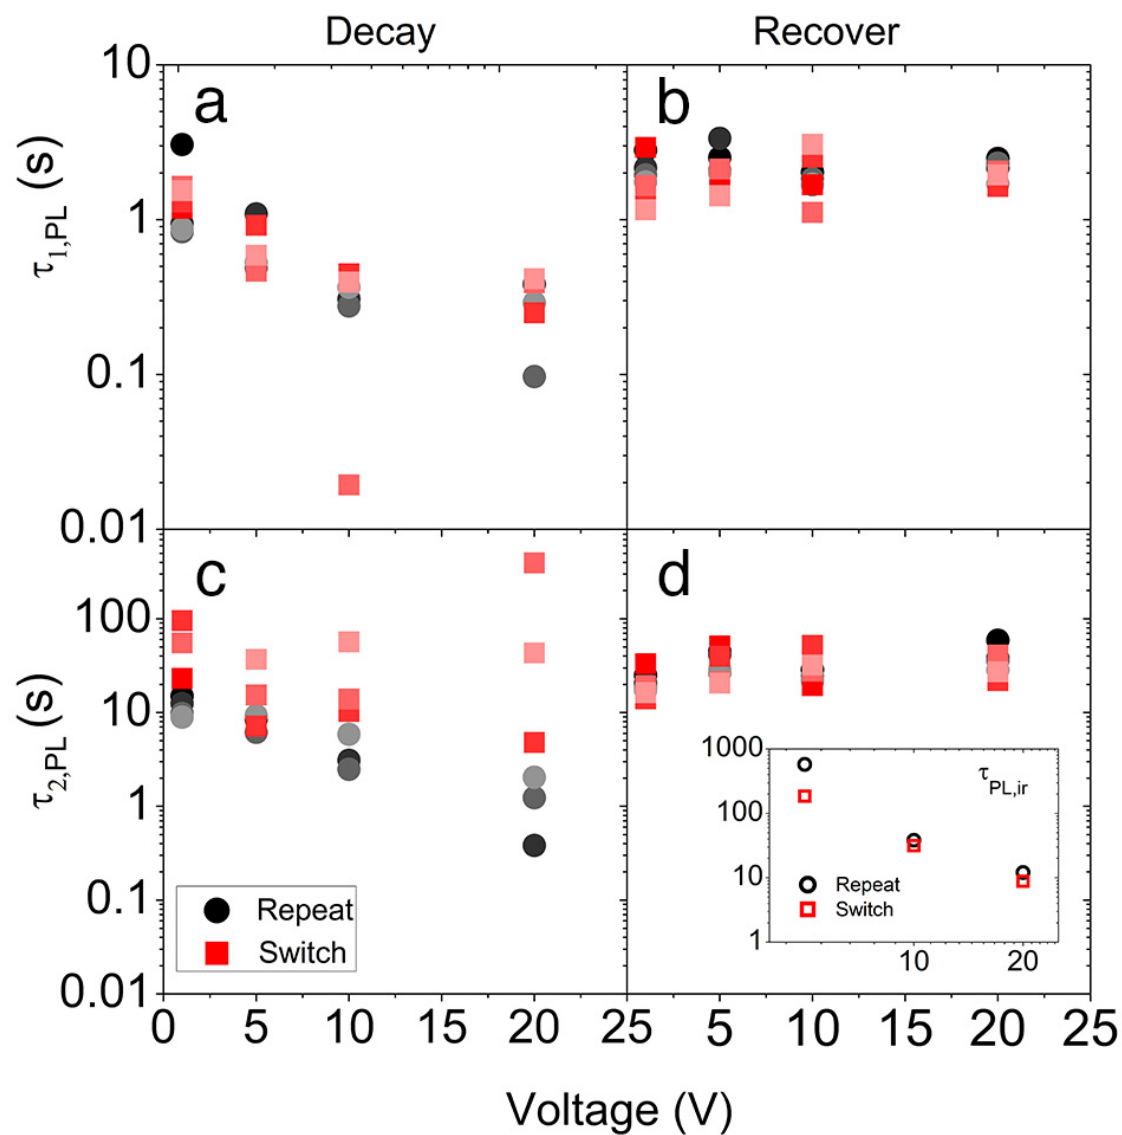 Decay Recover
a b
10
1
0.1
0.01
τ1,PL (s)
c d
100
10
1
0.1
0.01
τ2,PL (s)
Repeat
Switch
1000
100
10
1
τPL,ir
Repeat
Switch
10 20
0 5 10 15 20 25 5 10 15 20 25
Voltage (V)